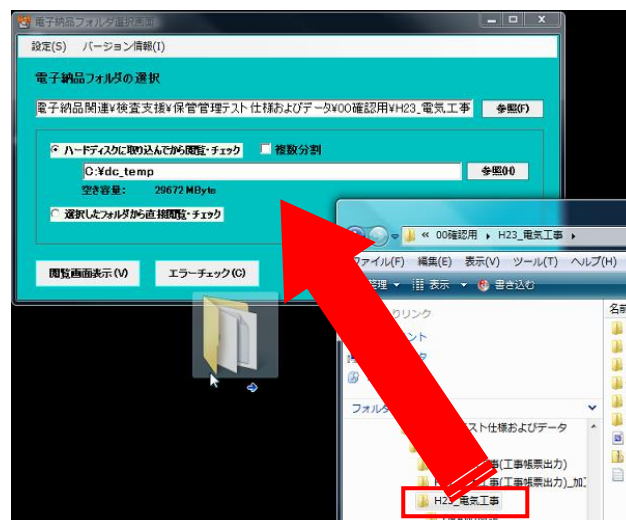 電子納品フォルダ選択画面
設定(S) バージョン情報(I)
電子納品フォルダの選択
電子納品関連¥検査支援¥保管管理テスト仕様およびデータ¥00確認用¥H23_電気工事 参照(F)
ハードディスクに取り込んでから閲覧・チェック 複数分割
C:¥dc_temp 参照(H)
空き容量: 29672 MByte
選択したフォルダから直接閲覧・チェック
閲覧画面表示(V) エラーチェック(C)
« 00確認用 H23_電気工事
ファイル(F) 編集(E) 表示(V) ツール(T) ヘルプ(H)
管理 表示 書き込む
りリンク 名前
ント
フォルダ
スト仕様およびデータ
事(工事帳票出力)
事(工事帳票出力)_加工
H23_電気工事